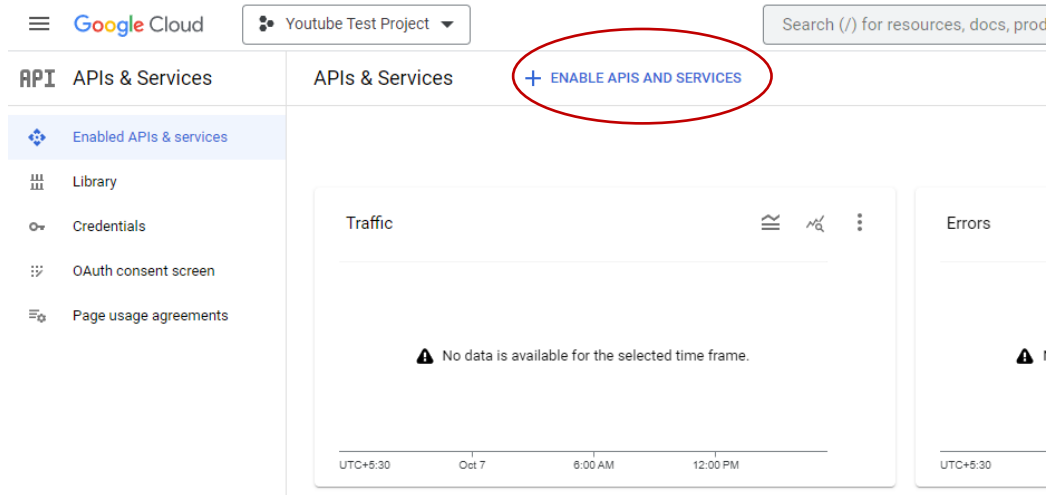 Google Cloud
Youtube Test Project
Search (/) for resources, docs, prod
API APIs & Services
APIs & Services
+ ENABLE APIS AND SERVICES
Enabled APIs & services
Library
Credentials
OAuth consent screen
Page usage agreements
Traffic
No data is available for the selected time frame.
UTC+5:30 Oct 7 6:00 AM 12:00 PM
Errors
UTC+5:30